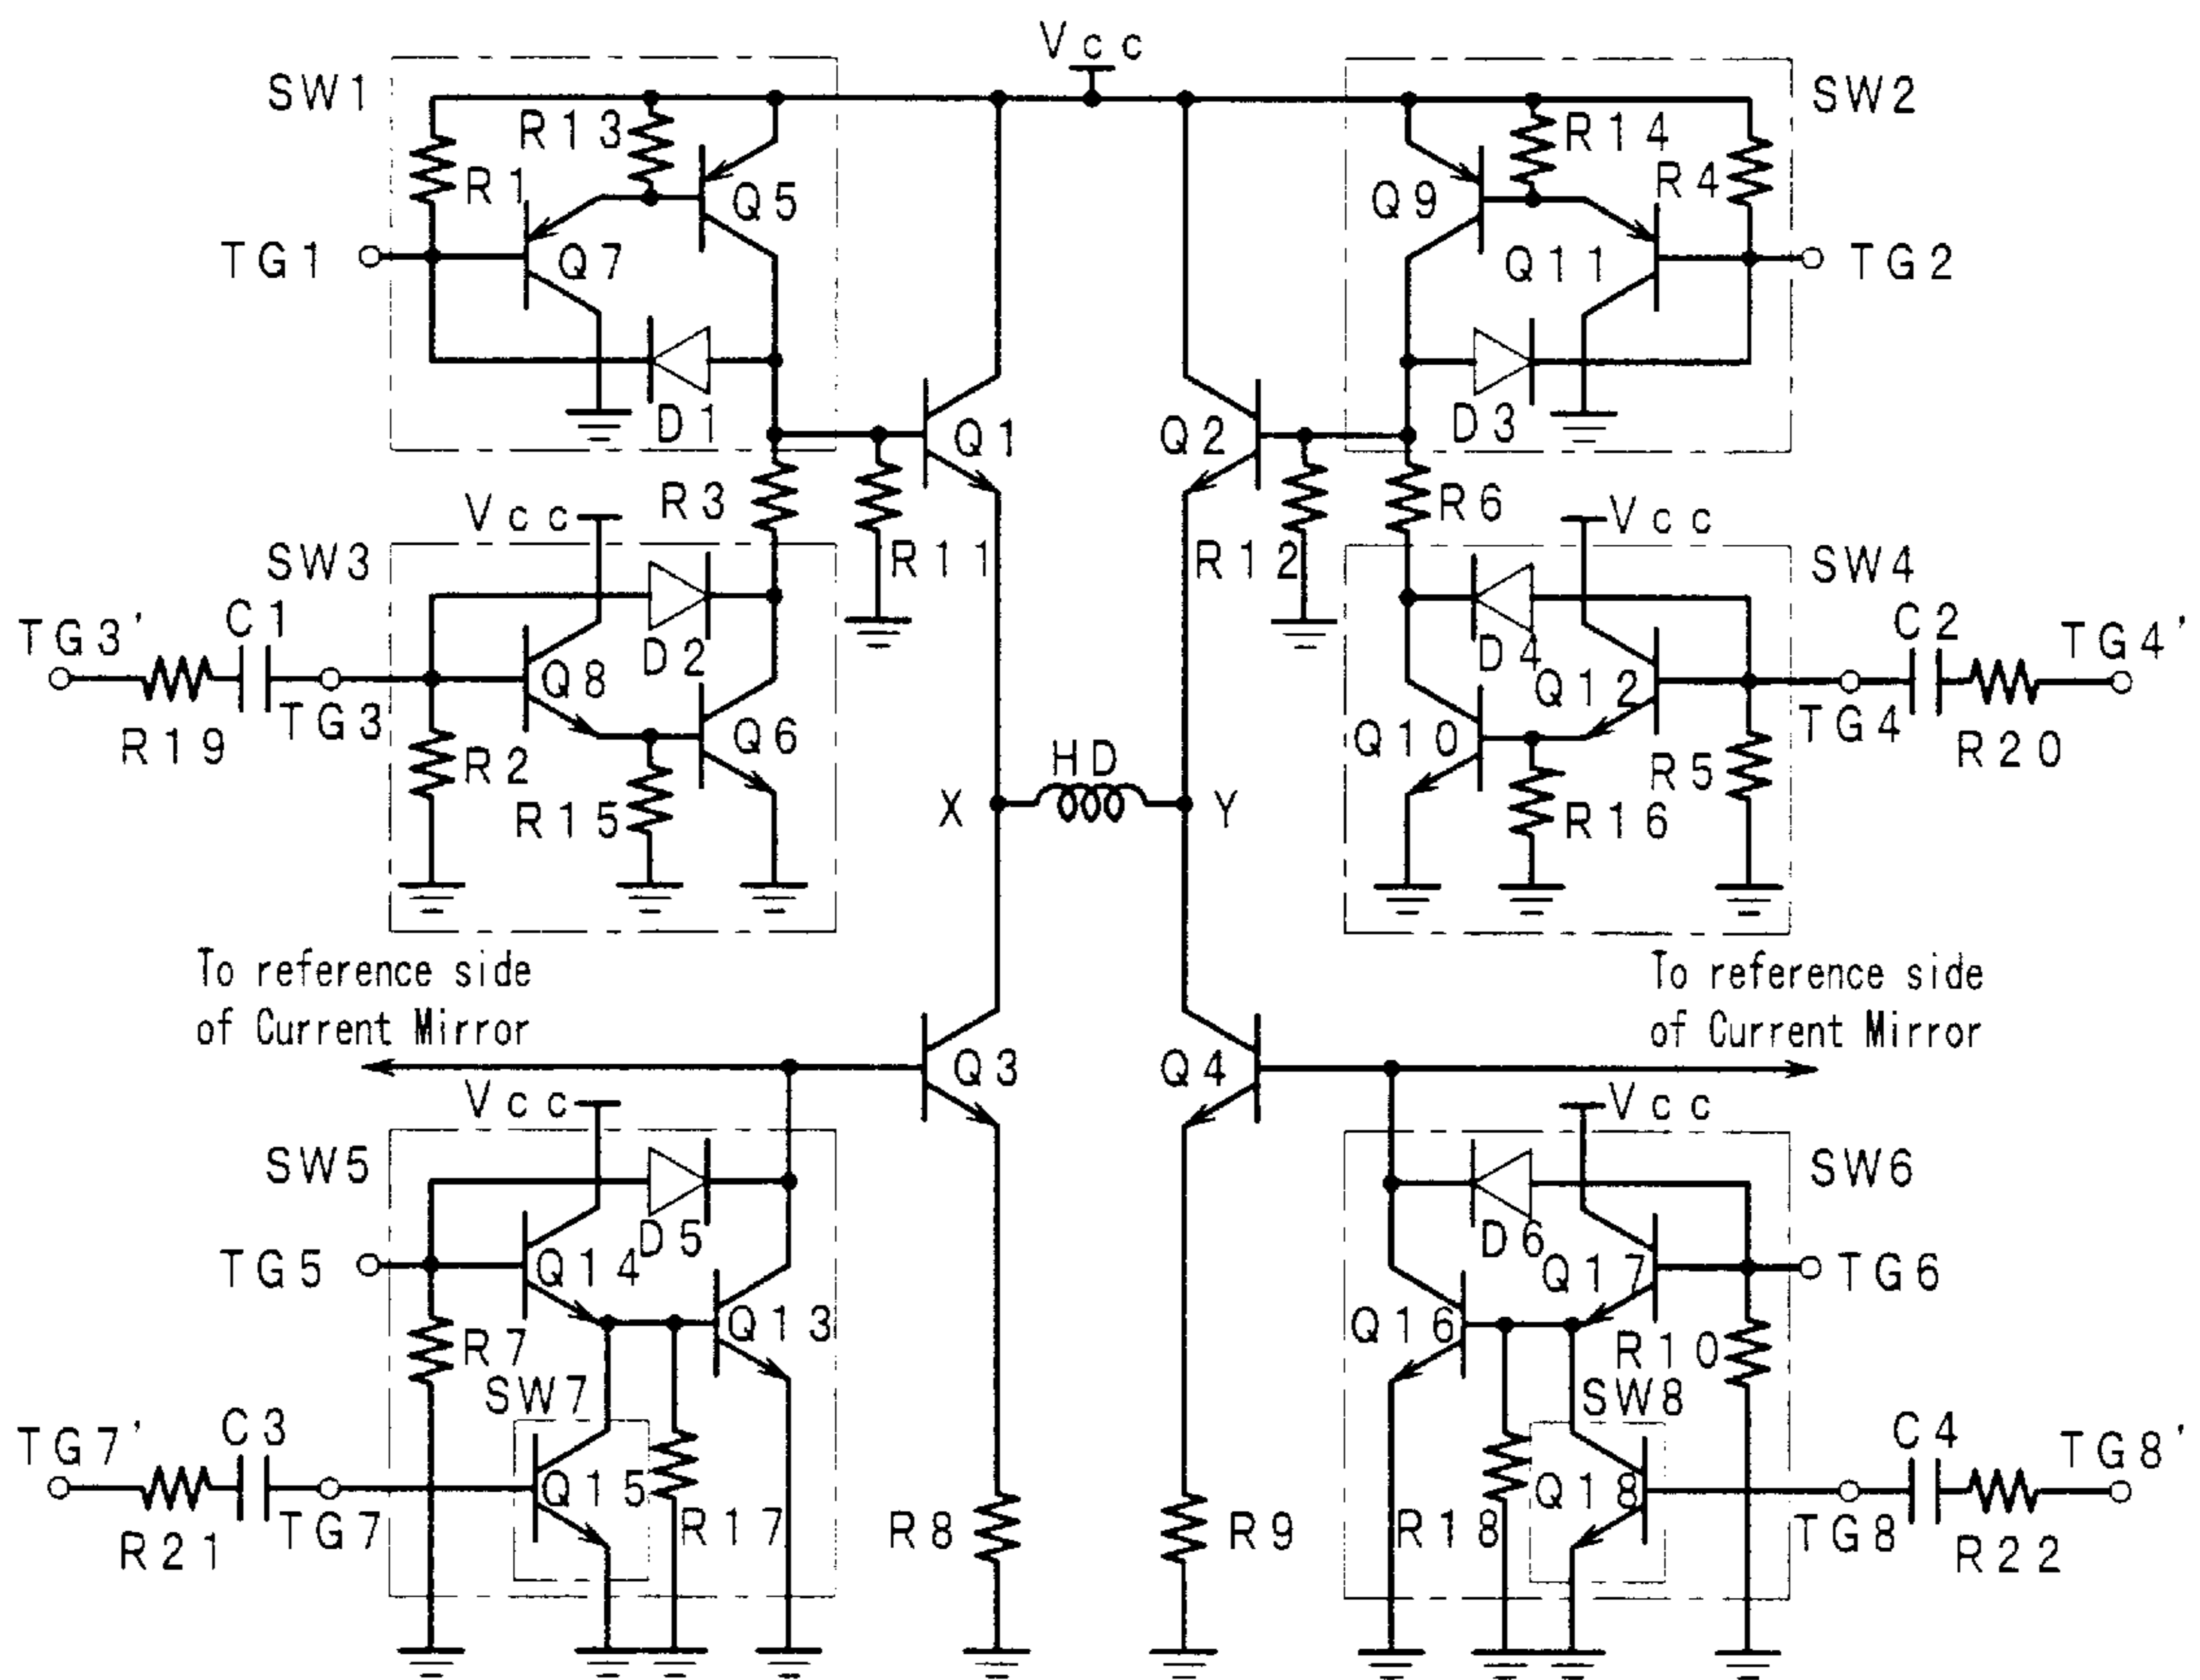 Vcc
SW1
SW2
R13
R14
R1
R4
Q5
Q9
TG1
Q7
Q11
TG2
D1
D3
Q1
Q2
R3
R6
Vcc
Vcc
SW3
R11
R12
SW4
TG3'
C1
D2
D4
C2
TG4'
Q8
Q12
R19
TG3
R2
Q6
Q10
R5
TG4
R20
R15
R16
HD
X
Y
To reference side
of Current Mirror
To reference side
of Current Mirror
Q3
Q4
Vcc
Vcc
SW5
SW6
TG5
Q14
D5
D6
Q17
TG6
Q13
Q16
R7
R10
SW7
SW8
TG7'
C3
C4
TG8'
Q15
Q18
R21
TG7
R17
R8
R9
R18
TG8
R22